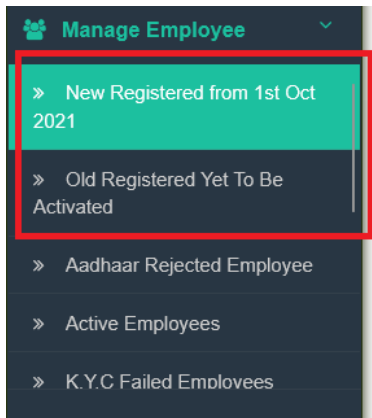 Manage Employee
» New Registered from 1st Oct
2021
» Old Registered Yet To Be
Activated
» Aadhaar Rejected Employee
» Active Employees
» K.Y.C Failed Employees